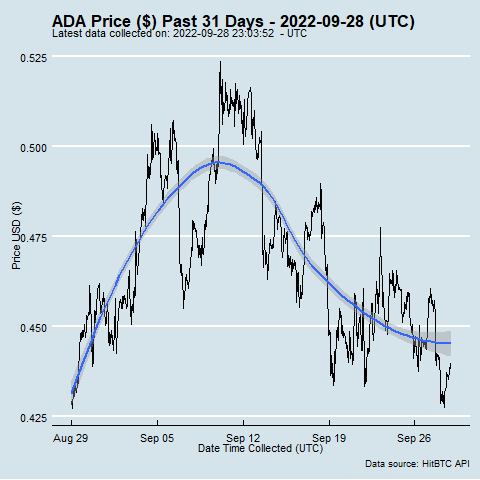 ADA Price ($) Past 31 Days - 2022-09-28 (UTC)
Latest data collected on: 2022-09-28 23:03:52 - UTC
0.525
0.500
0.475
0.450
0.425
Price USD ($)
Aug 29 Sep 05 Sep 12 Sep 19 Sep 26
Date Time Collected (UTC)
Data source: HitBTC API